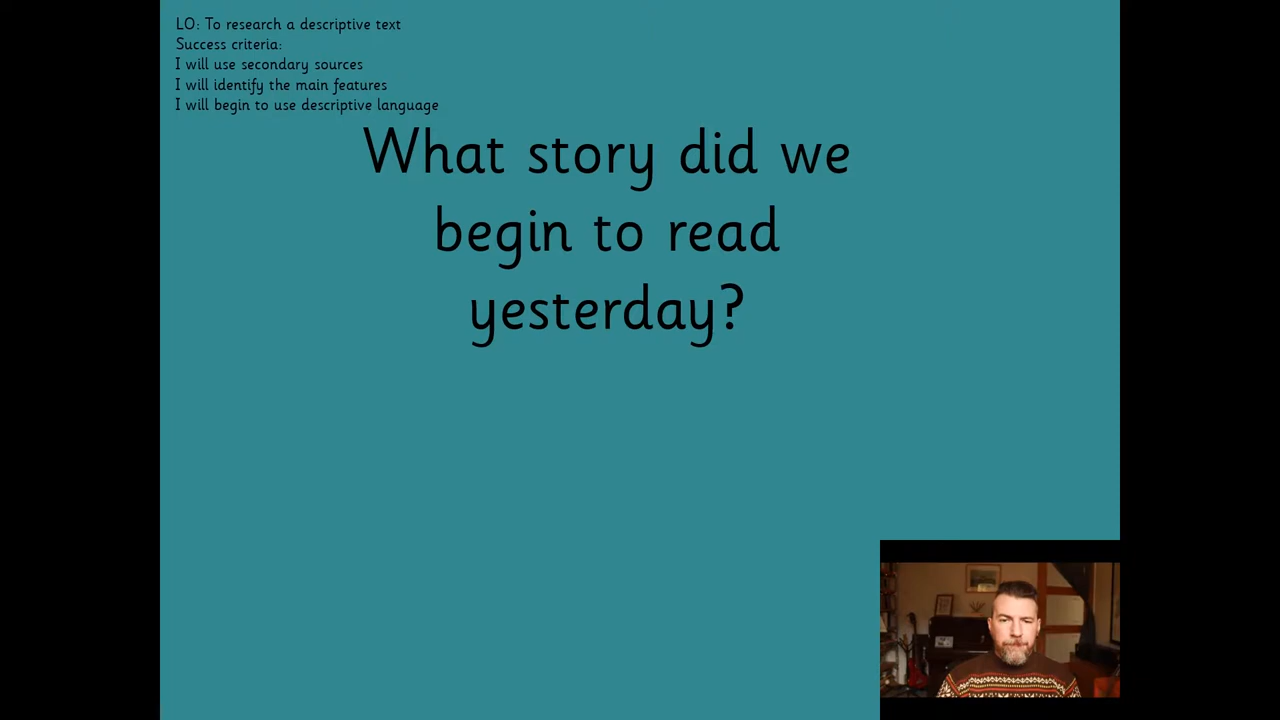 LO: To research a descriptive text
Success criteria:
I will use secondary sources
I will identify the main features
I will begin to use descriptive language
What story did we
begin to read
yesterday?